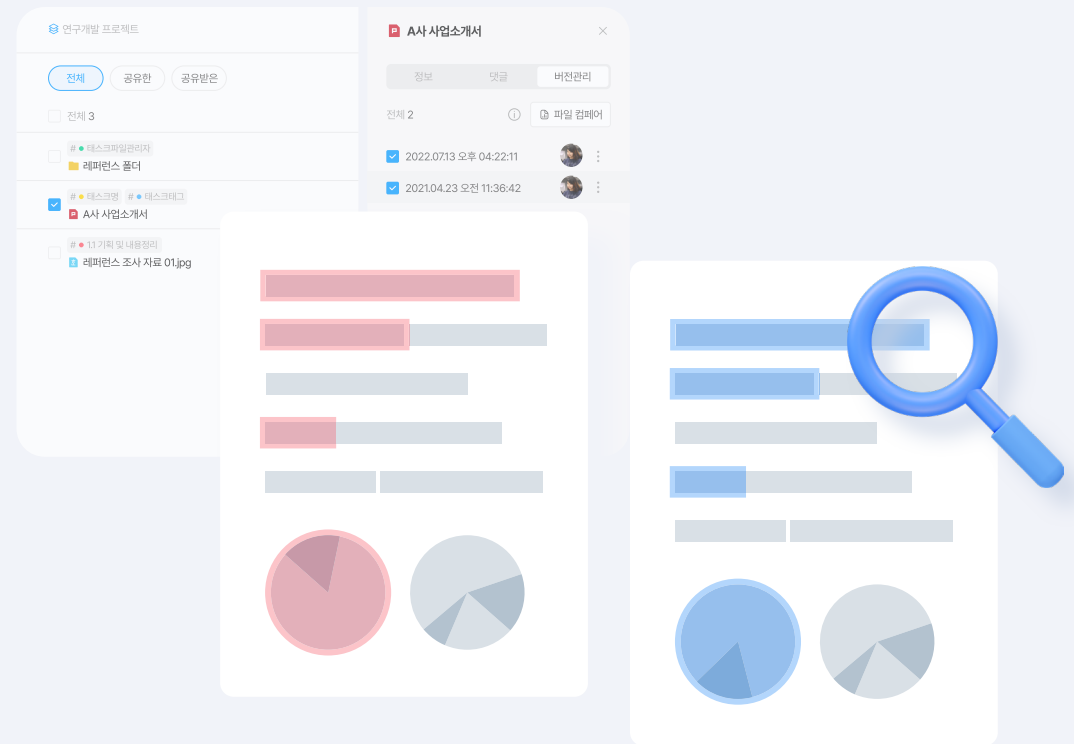 연구개발 프로젝트
전체 공유한 공유받은
전체 3
# 태스크파일관리자
레퍼런스 폴더
# 태스크명 # 태스크태그
A사 사업소개서
# 1.1 기획 및 내용정리
레퍼런스 조사 자료 01.jpg
A사 사업소개서
정보 댓글 버전관리
전체 2 파일 컴페어
2022.07.13 오후 04:22:11
2021.04.23 오전 11:36:42